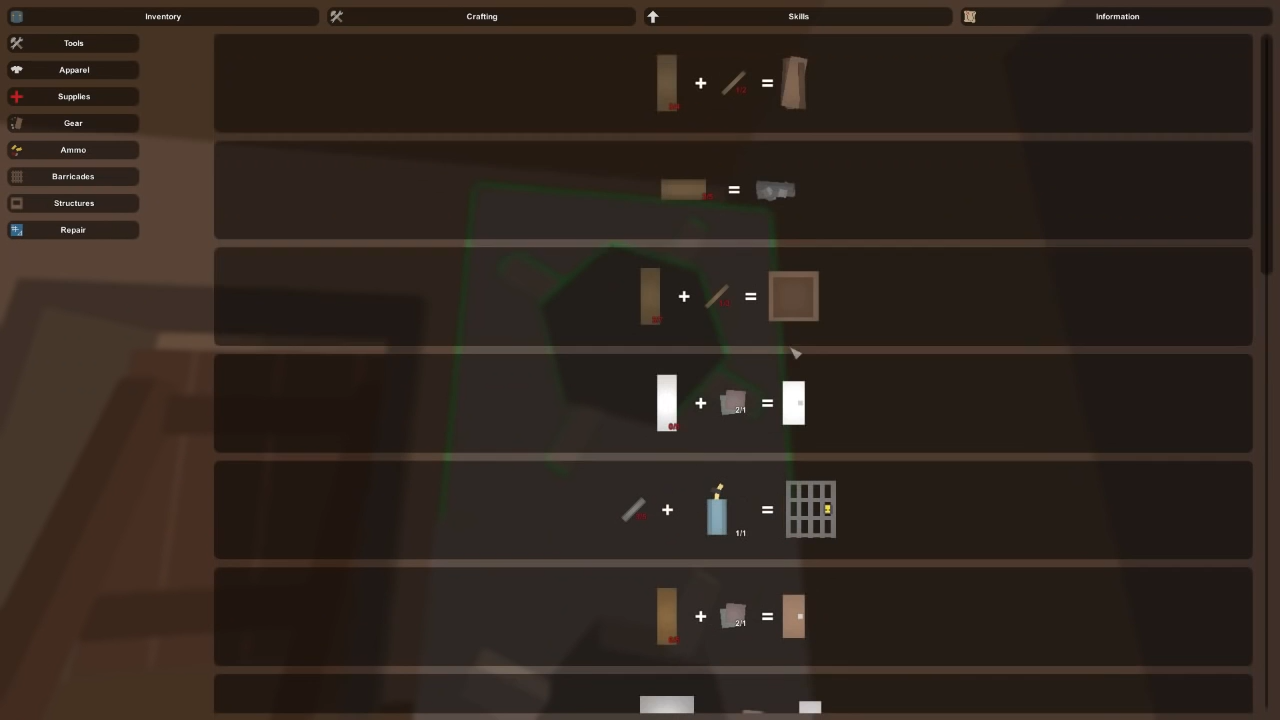 Inventory
Crafting
Skills
Information
Tools
Apparel
Supplies
Gear
Ammo
Barricades
Structures
Repair
+
=
=
+
=
+
2/1
=
+
1/1
=
+
2/1
=